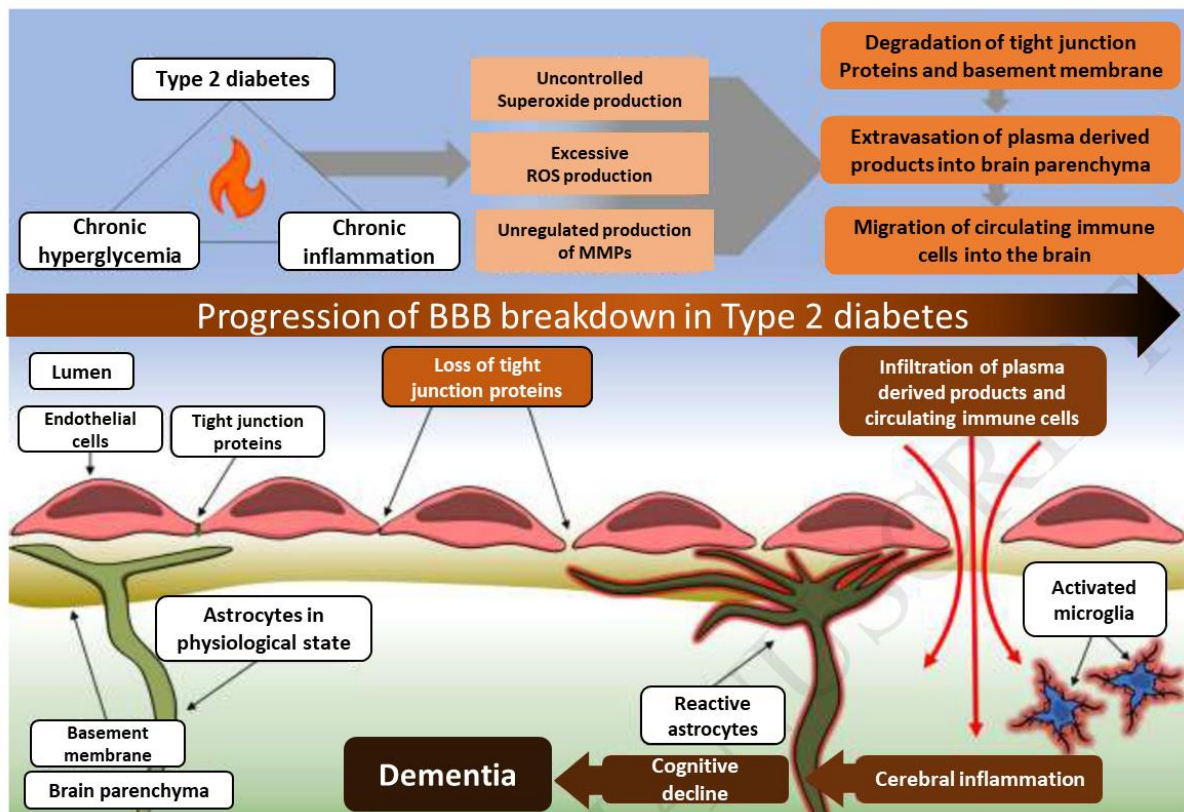 Type 2 diabetes
Chronic
hyperglycemia
Chronic
inflammation
Uncontrolled
Superoxide production
Excessive
ROS production
Unregulated production
of MMPs
Degradation of tight junction
Proteins and basement membrane
Extravasation of plasma derived
products into brain parenchyma
Migration of circulating immune
cells into the brain
Progression of BBB breakdown in Type 2 diabetes
Lumen
Endothelial
cells
Tight junction
proteins
Loss of tight
junction proteins
Infiltration of plasma
derived products and
circulating immune cells
Astrocytes in
physiological state
Activated
microglia
Basement
membrane
Brain parenchyma
Reactive
astrocytes
Dementia
Cognitive
decline
Cerebral inflammation